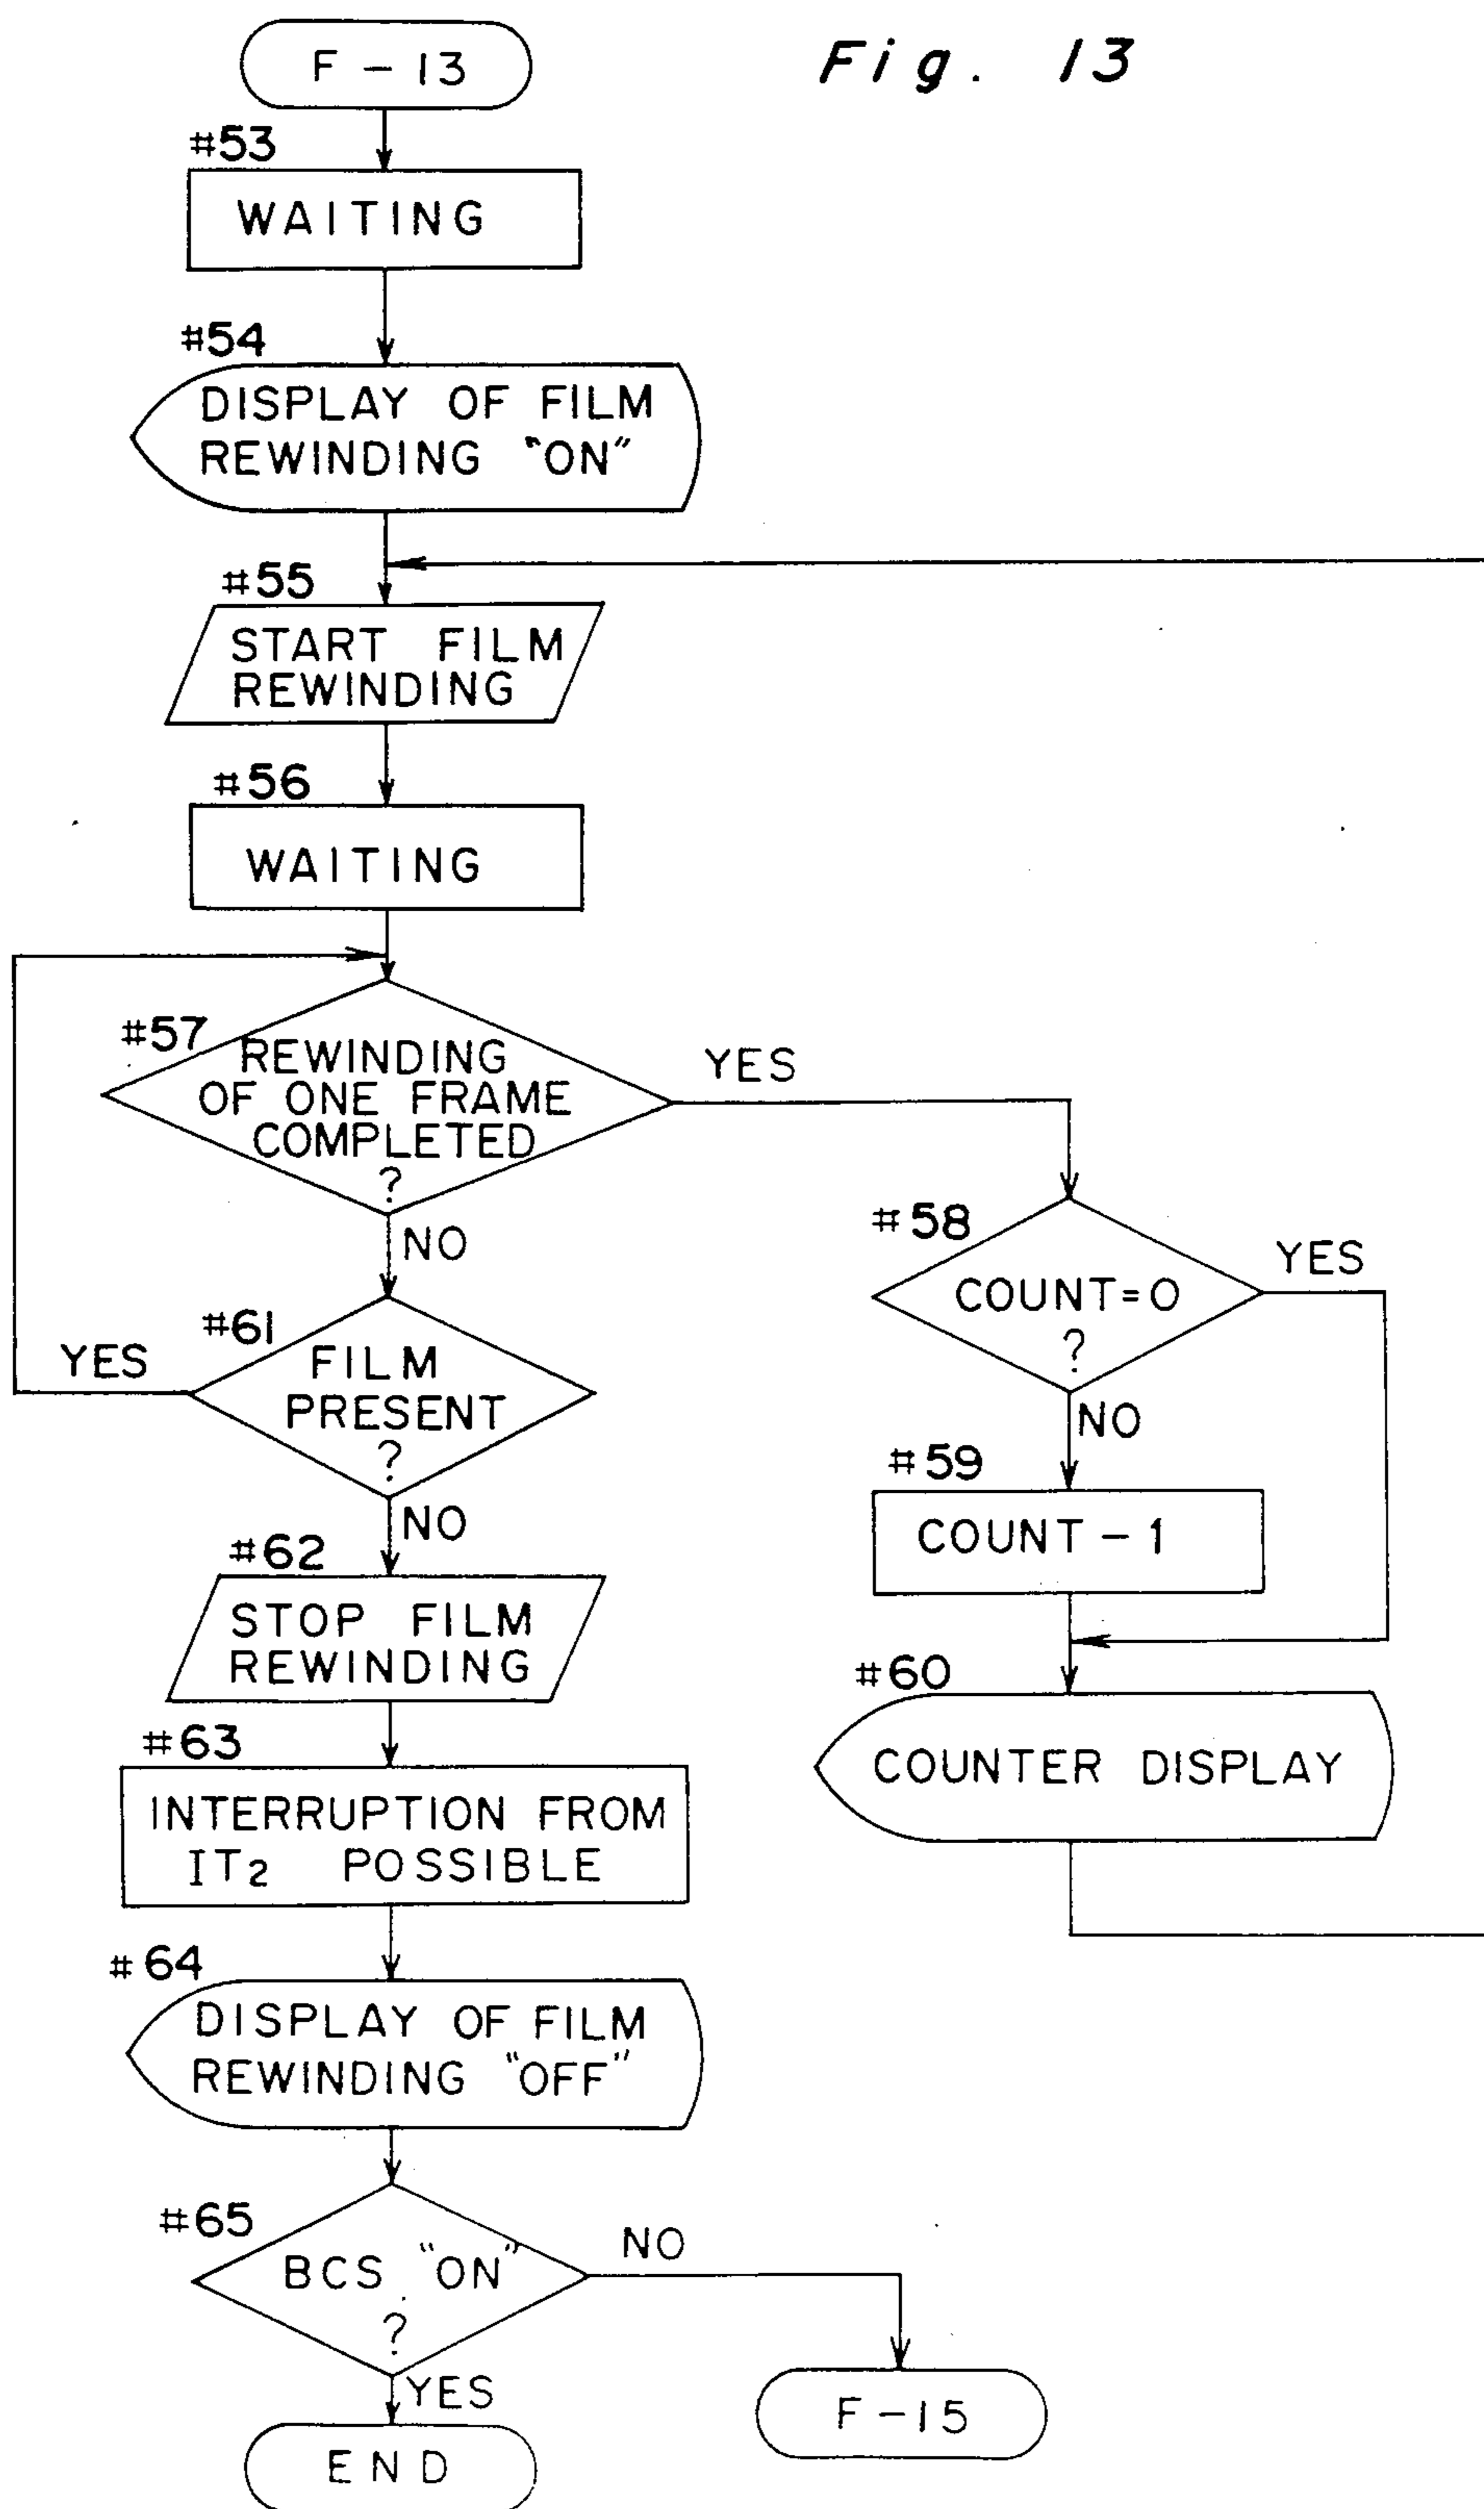 Fig. 13
F-13
#53
WAITING
#54
DISPLAY OF FILM
REWINDING "ON"
#55
START FILM
REWINDING
#56
WAITING
#57
REWINDING
OF ONE FRAME
COMPLETED
?
YES
NO
#58
COUNT=0
?
YES
NO
#59
COUNT-1
#60
COUNTER DISPLAY
#61
FILM
PRESENT
?
YES
NO
#62
STOP FILM
REWINDING
#63
INTERRUPTION FROM
IT2 POSSIBLE
#64
DISPLAY OF FILM
REWINDING "OFF"
#65
BCS "ON"
?
NO
YES
F-15
END